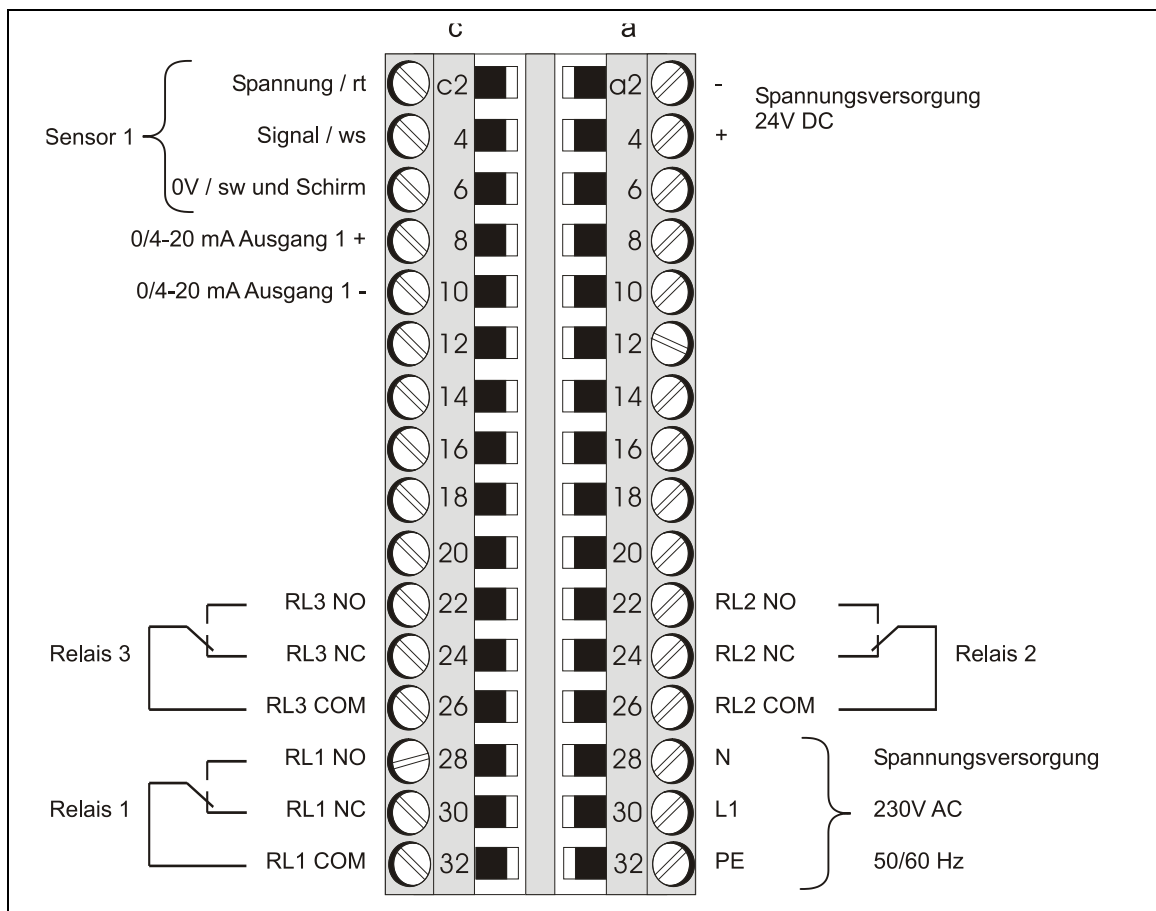 c a
Spannung / rt c2 a2 - Spannungsversorgung
24V DC
Sensor 1 Signal / ws 4 4 +
0V / sw und Schirm 6 6
0/4-20 mA Ausgang 1 + 8 8
0/4-20 mA Ausgang 1 - 10 10
12 12
14 14
16 16
18 18
20 20
RL3 NO 22 22 RL2 NO
Relais 3 RL3 NC 24 24 RL2 NC Relais 2
RL3 COM 26 26 RL2 COM
RL1 NO 28 28 N Spannungsversorgung
Relais 1 RL1 NC 30 30 L1 230V AC
RL1 COM 32 32 PE 50/60 Hz